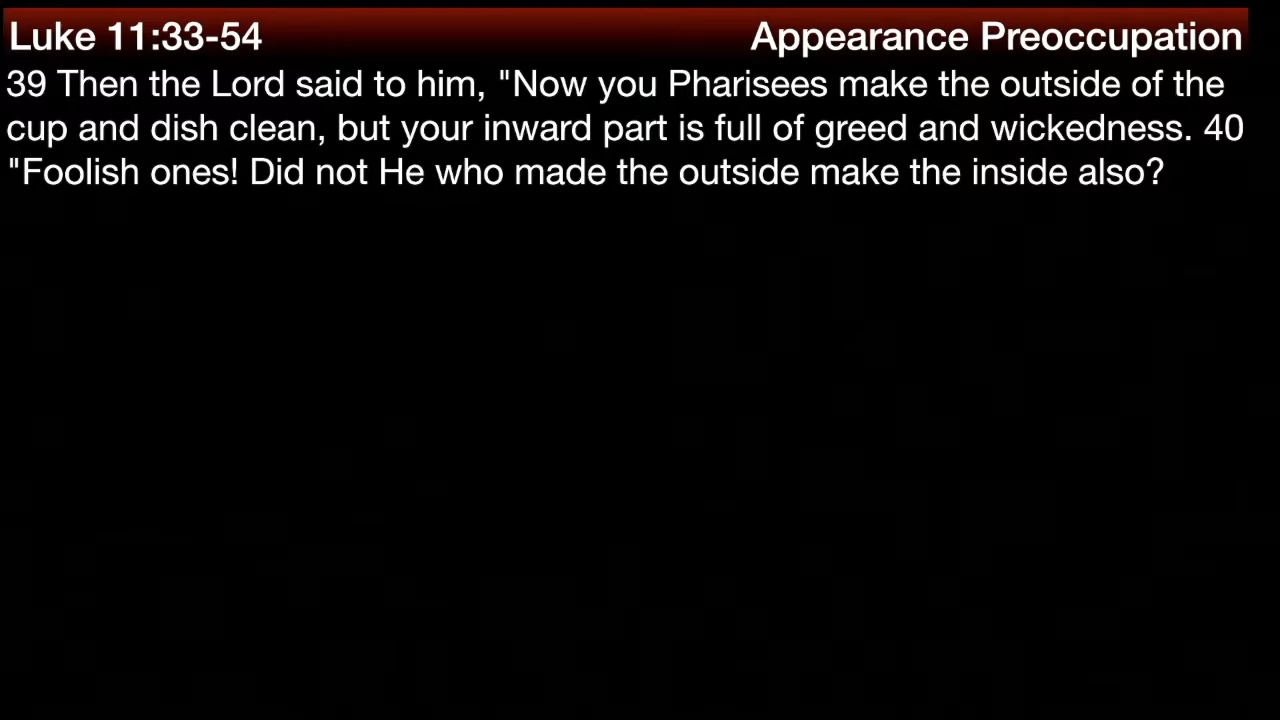 Luke 11:33-54 Appearance Preoccupation
39 Then the Lord said to him, "Now you Pharisees make the outside of the
cup and dish clean, but your inward part is full of greed and wickedness. 40
"Foolish ones! Did not He who made the outside make the inside also?